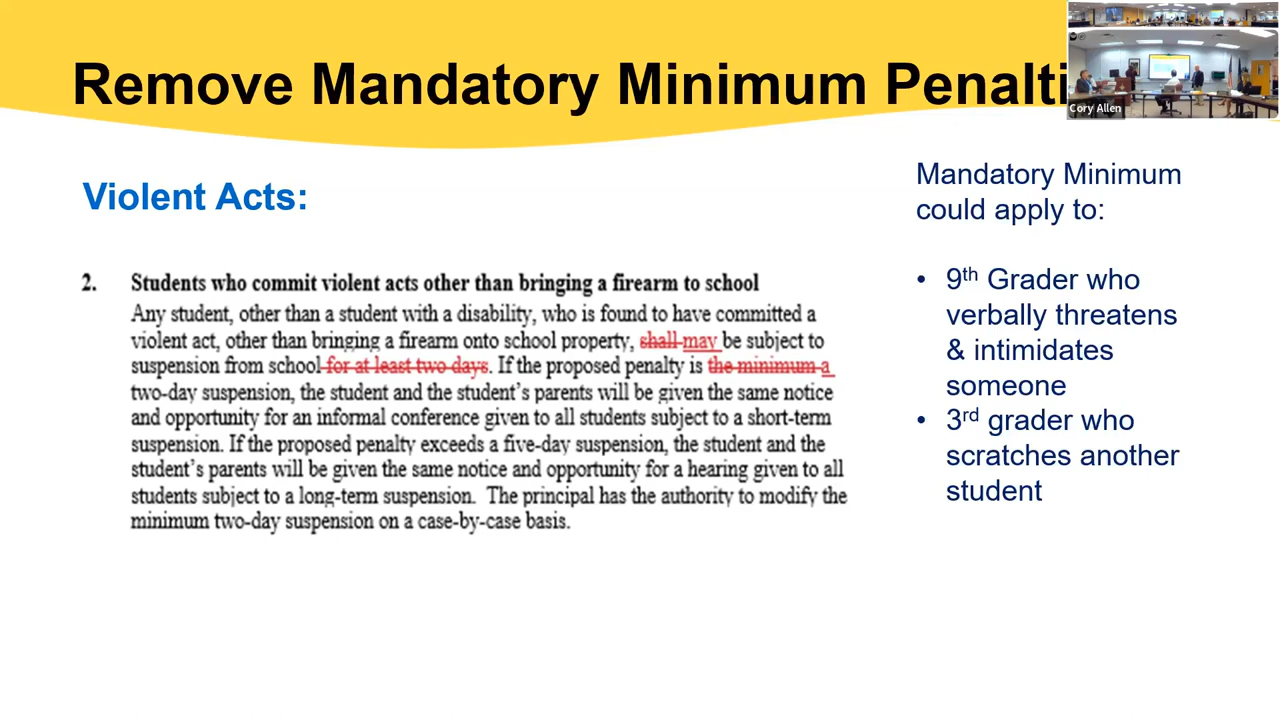 Remove Mandatory Minimum Penalti
Cory Allen
Violent Acts:
2. Students who commit violent acts other than bringing a firearm to school
Any student, other than a student with a disability, who is found to have committed a
violent act, other than bringing a firearm onto school property, shall may be subject to
suspension from school for at least two days. If the proposed penalty is the minimum a
two-day suspension, the student and the student's parents will be given the same notice
and opportunity for an informal conference given to all students subject to a short-term
suspension. If the proposed penalty exceeds a five-day suspension, the student and the
student's parents will be given the same notice and opportunity for a hearing given to all
students subject to a long-term suspension. The principal has the authority to modify the
minimum two-day suspension on a case-by-case basis.
Mandatory Minimum
could apply to:
• 9th Grader who
verbally threatens
& intimidates
someone
• 3rd grader who
scratches another
student